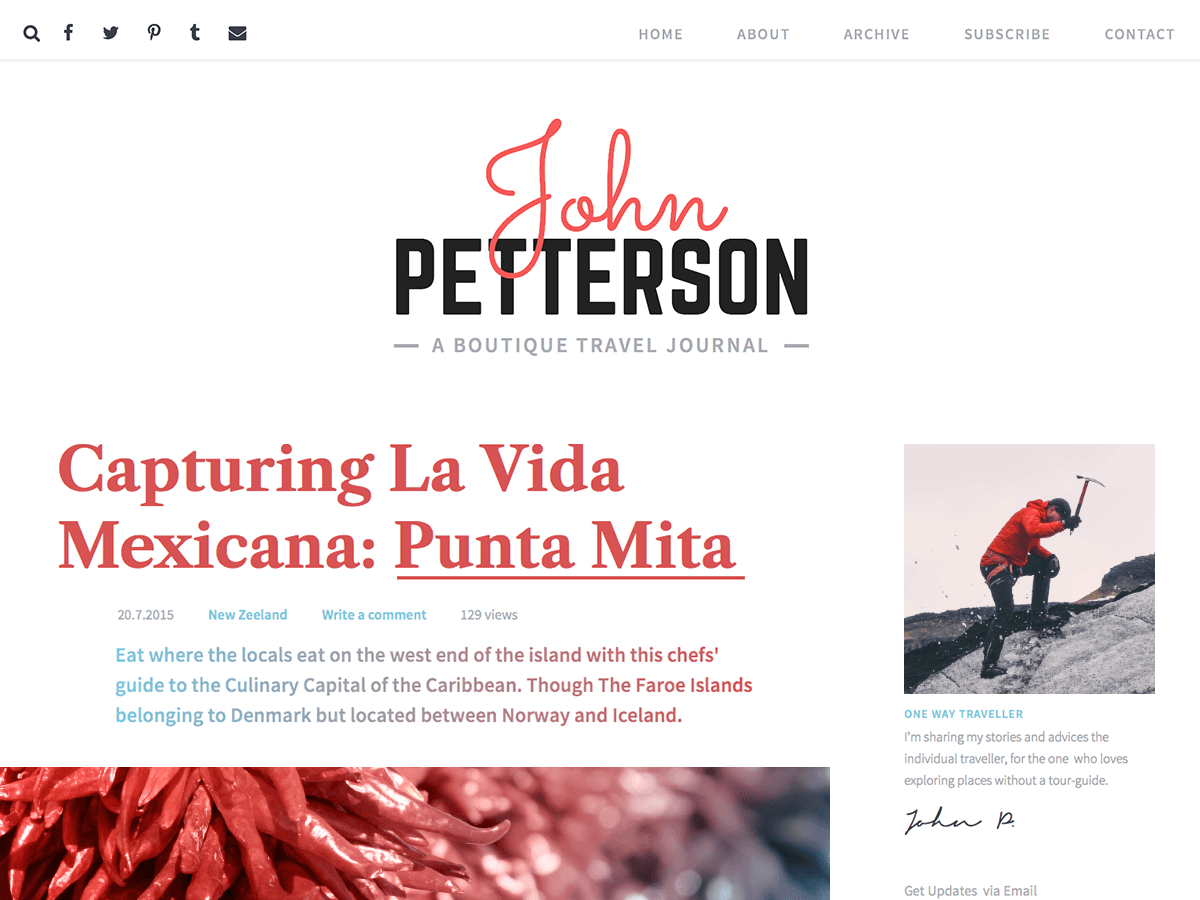 HOME ABOUT ARCHIVE SUBSCRIBE CONTACT
John
PETTERSON
A BOUTIQUE TRAVEL JOURNAL
Capturing La Vida
Mexicana: Punta Mita
20.7.2015 New Zeeland Write a comment 129 views
Eat where the locals eat on the west end of the island with this chefs'
guide to the Culinary Capital of the Caribbean. Though The Faroe Islands
belonging to Denmark but located between Norway and Iceland.
ONE WAY TRAVELLER
I'm sharing my stories and advices the
individual traveller, for the one who loves
exploring places without a tour-guide.
John P.
Get Updates via Email